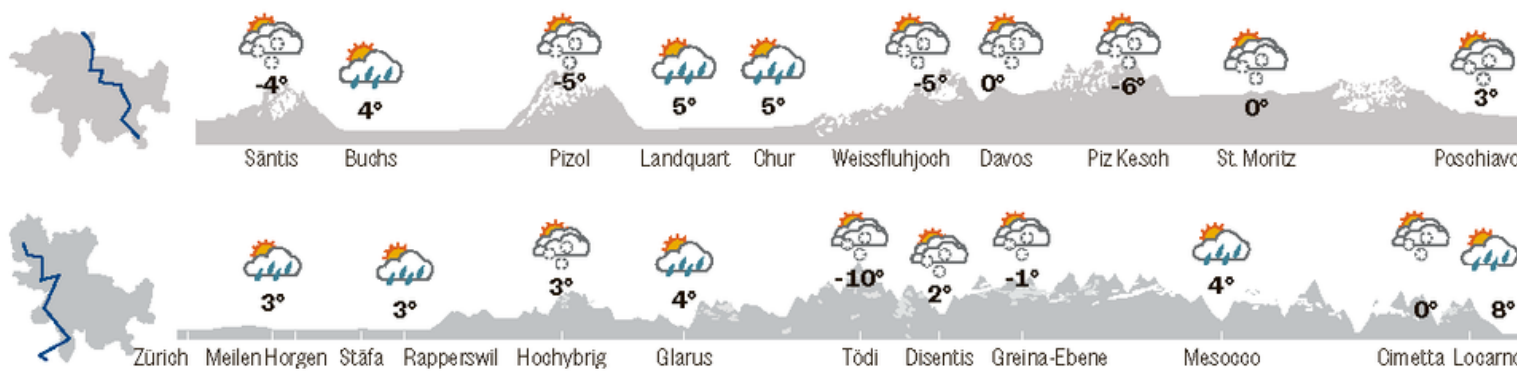 -4° 4° -5° 5° 5° -5° 0° -6° 0° 3°
Säntis Buchs Pizol Landquart Chur Weissfluhjoch Davos Piz Kesch St. Moritz Poschiavo
3° 3° 3° 4° -10° 2° -1° 4° 0° 8°
Zürich Meilen Horgen Stäfa Rapperswil Hochybrig Glarus Tödi Disentis Greina-Ebene Mesocco Cimetta Locarno